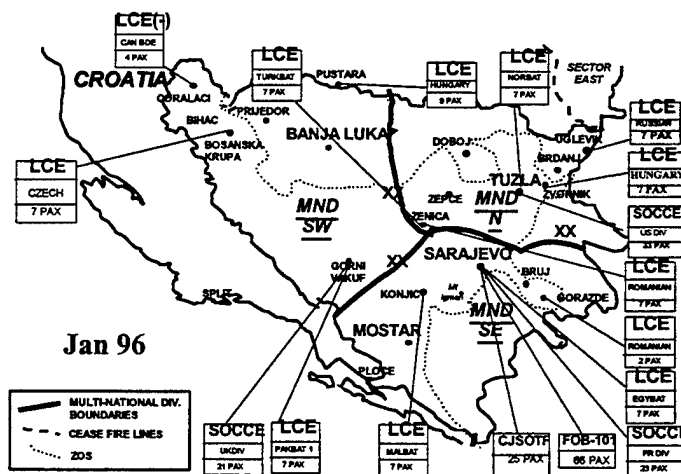 LCE(-)
CAN BDE
4 PAX
CROATIA
LCE
TURKBAT
7 PAX
PUSTARA
LCE
HUNGARY
9 PAX
LCE
NORBAT
7 PAX
SECTOR
EAST
LCE
RUSSIAN
7 PAX
BIHAC
PRIJEDOR
BANJA LUKA
BOSANSKA
KRUPA
DOBOJ
UGLEVIK
BRDANJ
LCE
CZECH
7 PAX
TUZLA
ZVORNIK
LCE
HUNGARY
7 PAX
MND
SW
XX
ZEPCE
MND
N
ZENICA
XX
SOCCE
US DIV
33 PAX
XX
SARAJEVO
GORNI
VAKUF
BRUJ
GORAZDE
LCE
ROMANIAN
7 PAX
SPLIT
KONJIC
Mt
MND
SE
LCE
ROMANIAN
2 PAX
Jan 96
MOSTAR
PLOCE
LCE
EGYBAT
7 PAX
MULTI-NATIONAL DIV.
BOUNDARIES
CEASE FIRE LINES
ZOS
SOCCE
UKDIV
21 PAX
LCE
PAKBAT 1
7 PAX
LCE
MALBAT
7 PAX
CJSOTF
25 PAX
FOB-101
66 PAX
SOCCE
FR DIV
23 PAX